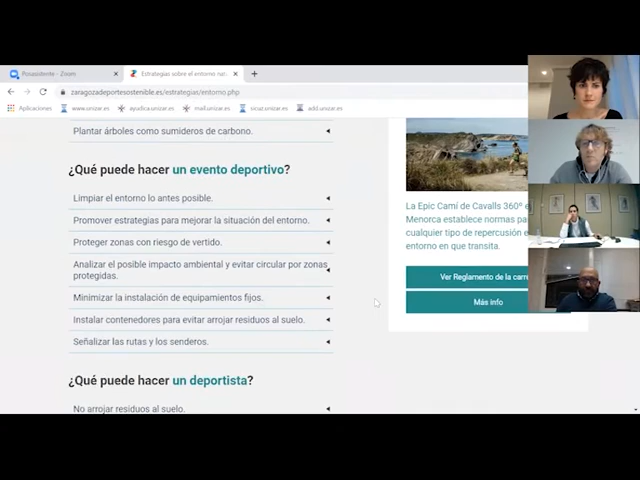 Posasistente - Zoom
Estrategias sobre el entorno nat
zaragozadeportesostenible.es/estrategias/entorno.php
Aplicaciones
www.unizar.es
ayudica.unizar.es
mail.unizar.es
sicuz.unizar.es
add.unizar.es
Plantar árboles como sumideros de carbono.
¿Qué puede hacer un evento deportivo?
Limpiar el entorno lo antes posible.
Promover estrategias para mejorar la situación del entorno.
Proteger zonas con riesgo de vertido.
Analizar el posible impacto ambiental y evitar circular por zonas
protegidas.
Minimizar la instalación de equipamientos fijos.
Instalar contenedores para evitar arrojar residuos al suelo.
Señalizar las rutas y los senderos.
¿Qué puede hacer un deportista?
No arrojar residuos al suelo.
La Epic Camí de Cavalls 360º e
Menorca establece normas pa
cualquier tipo de repercusión e
entorno en que transita.
Ver Reglamento de la carr
Más info